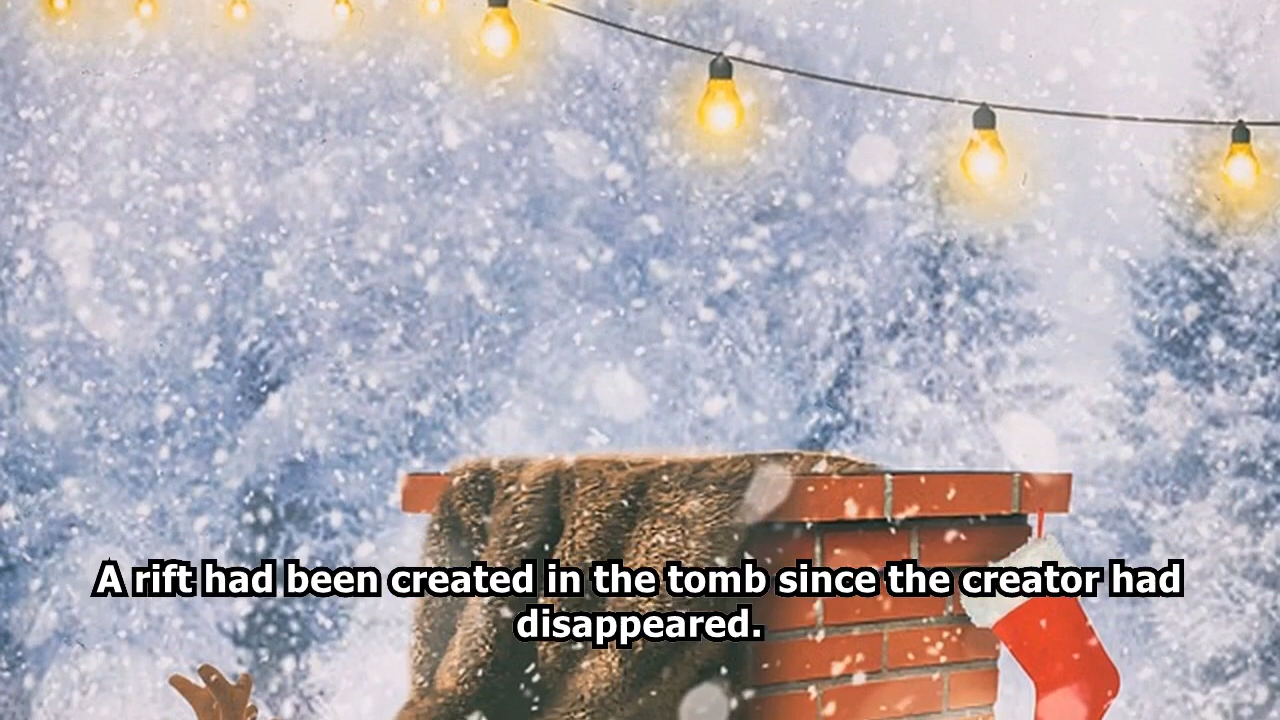 A rift had been created in the tomb since the creator had
disappeared.